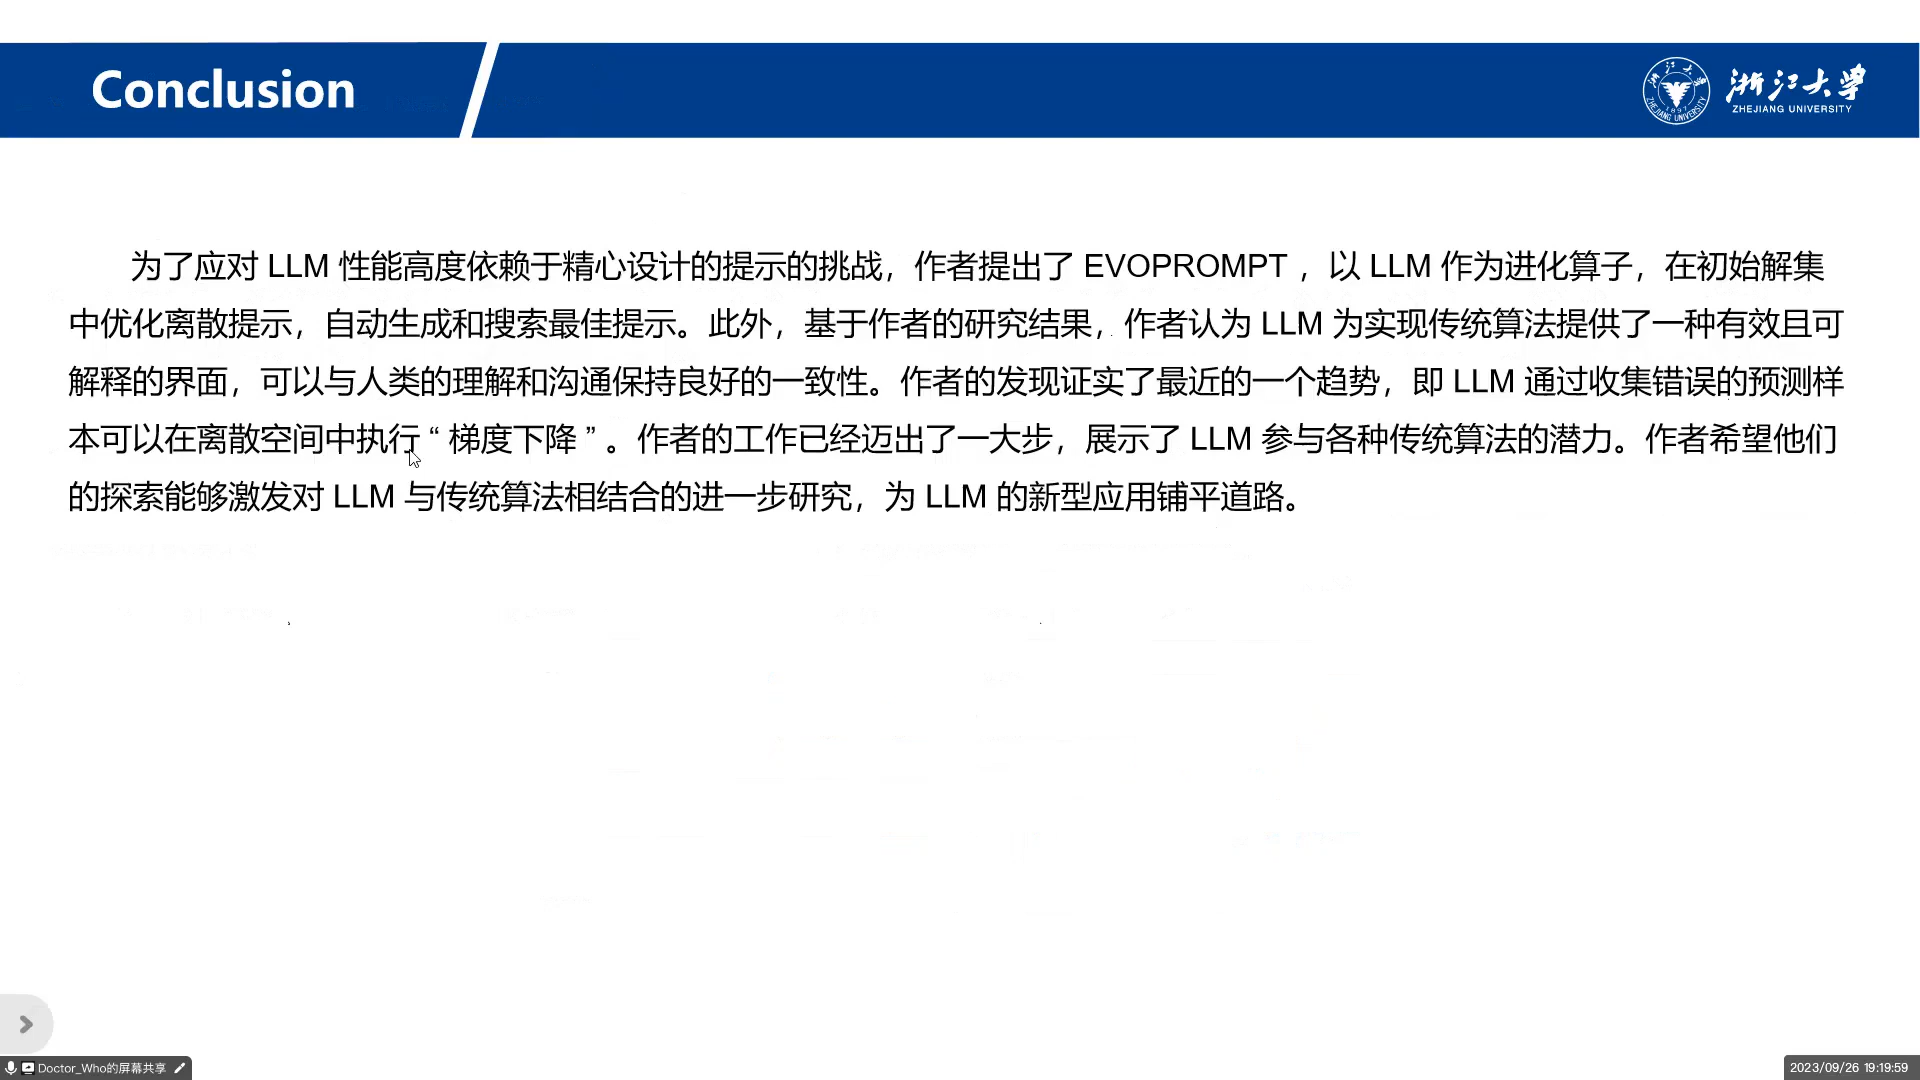 Conclusion
浙江大学
ZHEJIANG UNIVERSITY
为了应对 LLM 性能高度依赖于精心设计的提示的挑战，作者提出了 EVOPROMPT ，以 LLM 作为进化算子，在初始解集
中优化离散提示，自动生成和搜索最佳提示。此外，基于作者的研究结果，作者认为 LLM 为实现传统算法提供了一种有效且可
解释的界面，可以与人类的理解和沟通保持良好的一致性。作者的发现证实了最近的一个趋势，即 LLM 通过收集错误的预测样
本可以在离散空间中执行 “ 梯度下降 ” 。作者的工作已经迈出了一大步，展示了 LLM 参与各种传统算法的潜力。作者希望他们
的探索能够激发对 LLM 与传统算法相结合的进一步研究，为 LLM 的新型应用铺平道路。
Doctor_Who的屏幕共享
2023/09/26 19:19:59